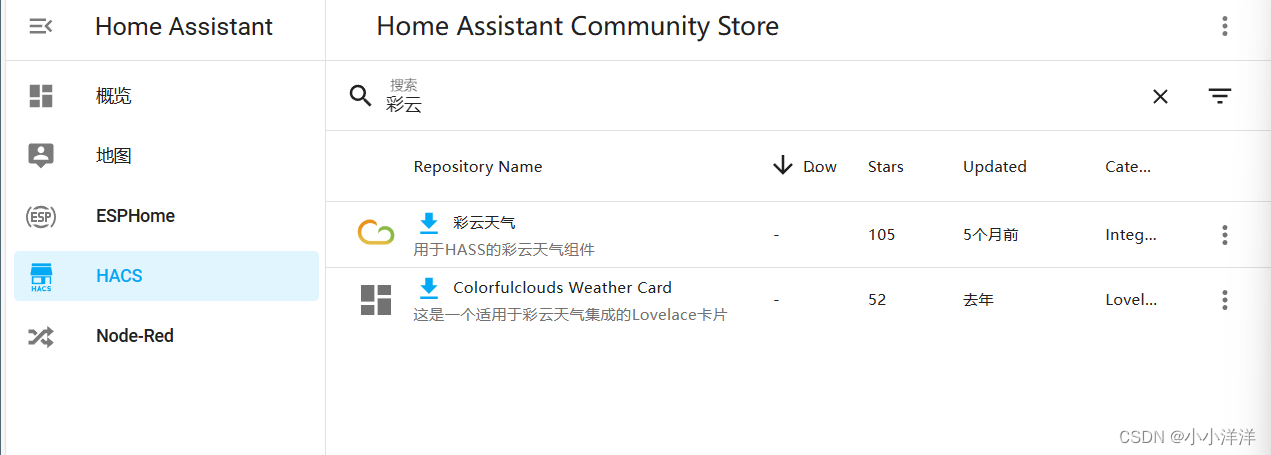 Home Assistant
Home Assistant Community Store
概览
地图
ESP
ESPHome
HACS
HACS
Node-Red
搜索
彩云
Repository Name
Dow
Stars
Updated
Cate...
彩云天气
用于HASS的彩云天气组件
-
105
5个月前
Integ...
Colorfulclouds Weather Card
这是一个适用于彩云天气集成的Lovelace卡片
-
52
去年
Lovel...
CSDN @小小洋洋